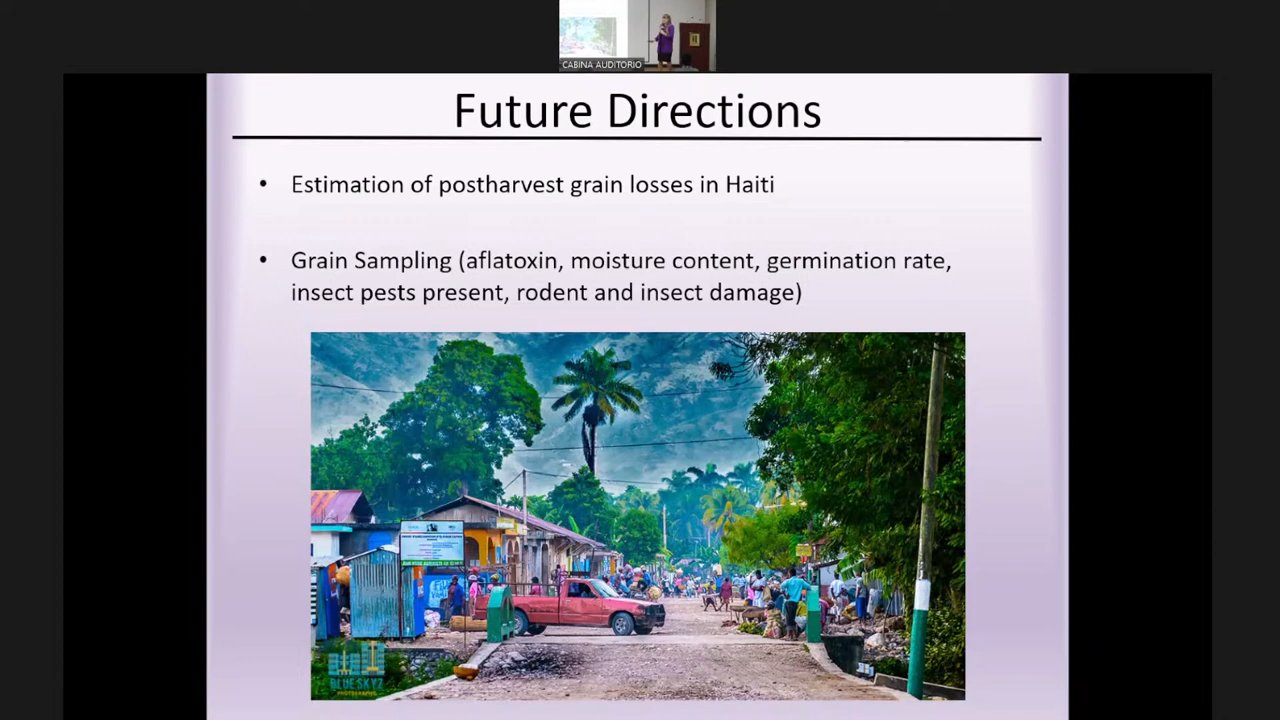 CABINA AUDITORIO
Future Directions
• Estimation of postharvest grain losses in Haiti
• Grain Sampling (aflatoxin, moisture content, germination rate,
insect pests present, rodent and insect damage)
BLUE SKYZ
PHOTOGRAPHY